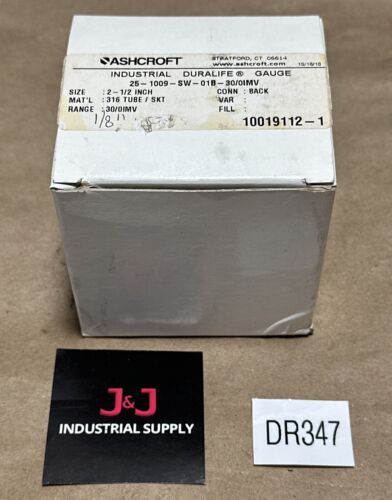 ASHCROFT
STRATFORD, CT 06614
www.ashcroft.com 10/16/10
INDUSTRIAL DURALIFE® GAUGE
25-1009-SW-01B-30/0IMV
SIZE : 2-1/2 INCH CONN : BACK
MAT'L : 316 TUBE / SKT VAR :
RANGE : 30/0IMV FILL :
1/8"
10019112-1
J&J
INDUSTRIAL SUPPLY
DR347